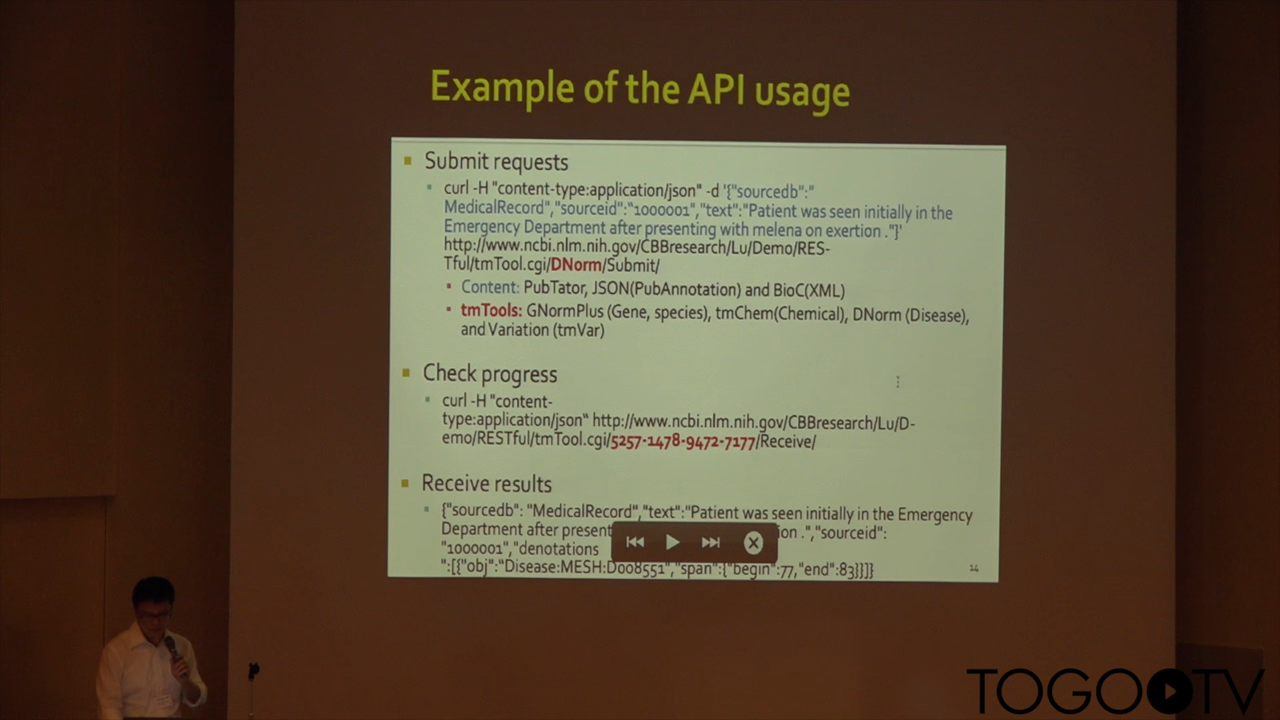 Example of the API usage
Submit requests
curl -H "content-type:application/json" -d '{"sourcedb":"
MedicalRecord","sourceid":"1000001","text":"Patient was seen initially in the
Emergency Department after presenting with melena on exertion ."}'
http://www.ncbi.nlm.nih.gov/CBBresearch/Lu/Demo/RES-
Tful/tmTool.cgi/DNorm/Submit/
Content: PubTator, JSON(PubAnnotation) and BioC(XML)
tmTools: GNormPlus (Gene, species), tmChem(Chemical), DNorm (Disease),
and Variation (tmVar)
Check progress
curl -H "content-
type:application/json" http://www.ncbi.nlm.nih.gov/CBBresearch/Lu/D-
emo/RESTful/tmTool.cgi/5257-1478-9472-7177/Receive/
Receive results
{"sourcedb": "MedicalRecord","text":"Patient was seen initially in the Emergency
Department after present ion .","sourceid":
"1000001","denotations
":[{"obj":"Disease:MESH:D008551","span":{"begin":77,"end":83}}]}
14
TOGO TV